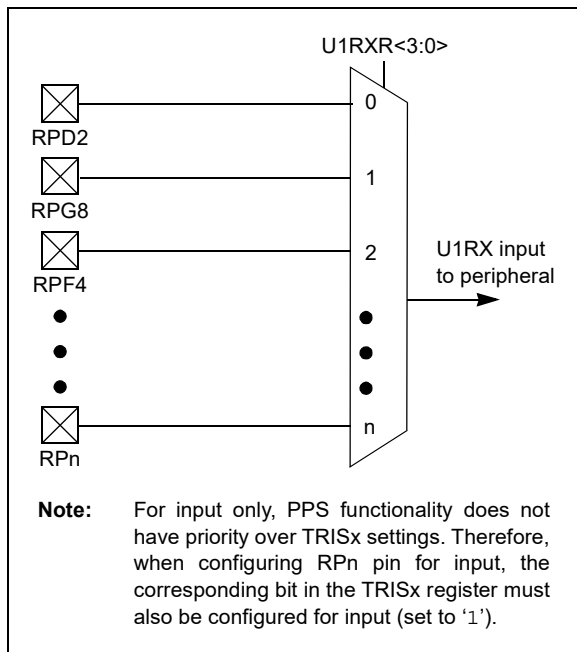 U1RXR<3:0>
RPD2
0
RPG8
1
RPF4
2
U1RX input
to peripheral
RPn
n
Note: For input only, PPS functionality does not
have priority over TRISx settings. Therefore,
when configuring RPn pin for input, the
corresponding bit in the TRISx register must
also be configured for input (set to ‘1’).